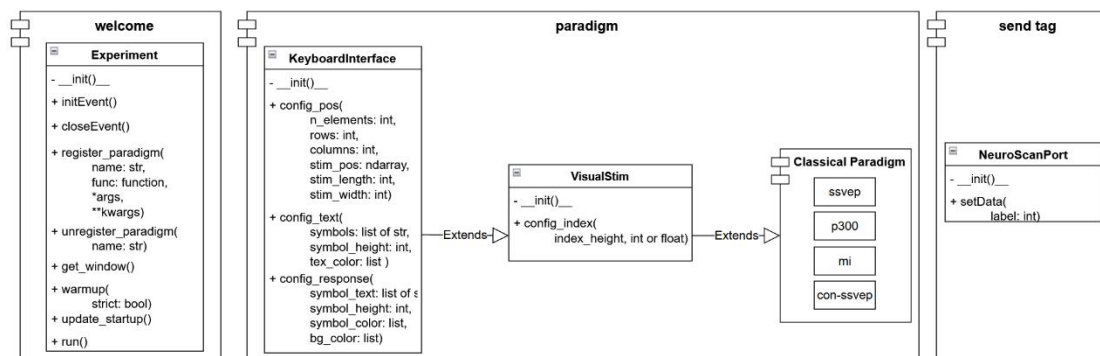 welcome
Experiment
- __init()__
+ initEvent()
+ closeEvent()
+ register_paradigm(
name: str,
func: function,
*args,
**kwargs)
+ unregister_paradigm(
name: str)
+ get_window()
+ warmup(
strict: bool)
+ update_startup()
+ run()
paradigm
KeyboardInterface
- __init()__
+ config_pos(
n_elements: int,
rows: int,
columns: int,
stim_pos: ndarray,
stim_length: int,
stim_width: int)
+ config_text(
symbols: list of str,
symbol_height: int,
tex_color: list )
+ config_response(
symbol_text: list of s
symbol_height: int,
symbol_color: list,
bg_color: list)
Extends
VisualStim
- __init()__
+ config_index(
index_height, int or float)
Extends
Classical Paradigm
ssvep
p300
mi
con-ssvep
send tag
NeuroScanPort
- __init()__
+ setData(
label: int)